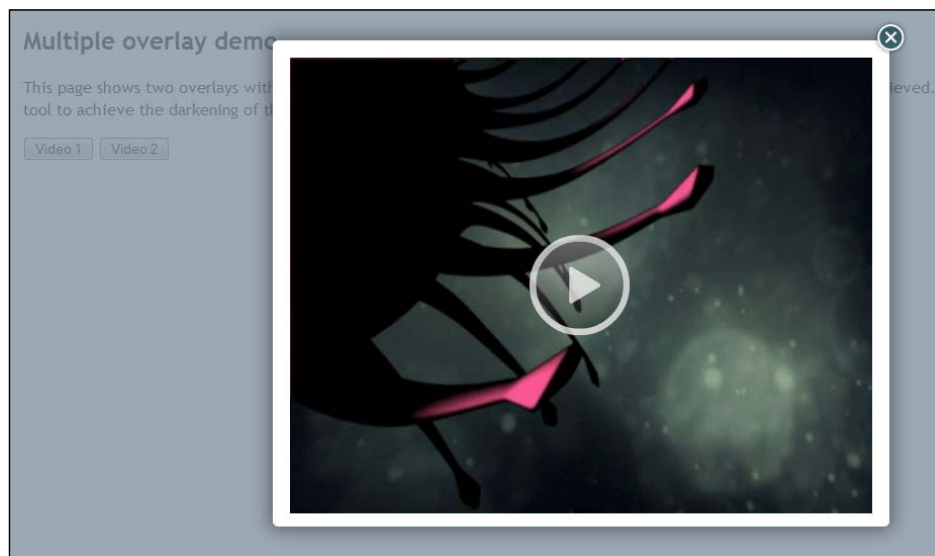 Multiple overlay demo
This page shows two overlays with ieved.
tool to achieve the darkening of t
Video 1 Video 2